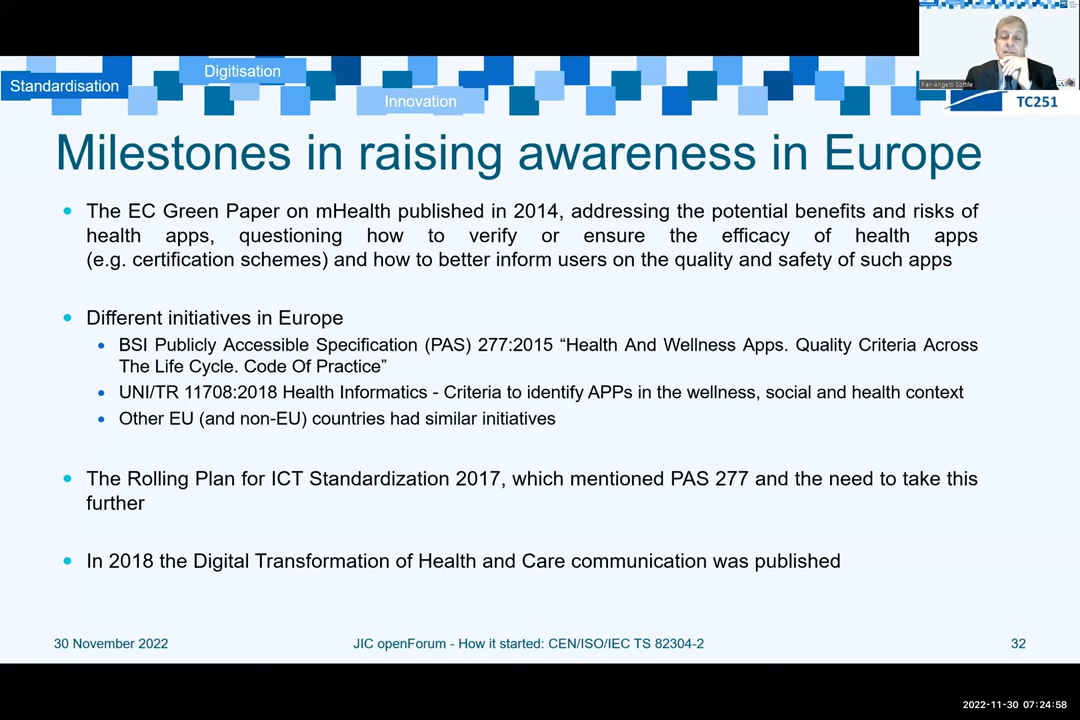 Standardisation
Digitisation
Innovation
Pier-Angelo Sottile
TC251
Milestones in raising awareness in Europe
The EC Green Paper on mHealth published in 2014, addressing the potential benefits and risks of
health apps, questioning how to verify or ensure the efficacy of health apps
(e.g. certification schemes) and how to better inform users on the quality and safety of such apps
Different initiatives in Europe
BSI Publicly Accessible Specification (PAS) 277:2015 “Health And Wellness Apps. Quality Criteria Across
The Life Cycle. Code Of Practice”
UNI/TR 11708:2018 Health Informatics - Criteria to identify APPs in the wellness, social and health context
Other EU (and non-EU) countries had similar initiatives
The Rolling Plan for ICT Standardization 2017, which mentioned PAS 277 and the need to take this
further
In 2018 the Digital Transformation of Health and Care communication was published
30 November 2022
JIC openForum - How it started: CEN/ISO/IEC TS 82304-2
32
2022-11-30 07:24:58